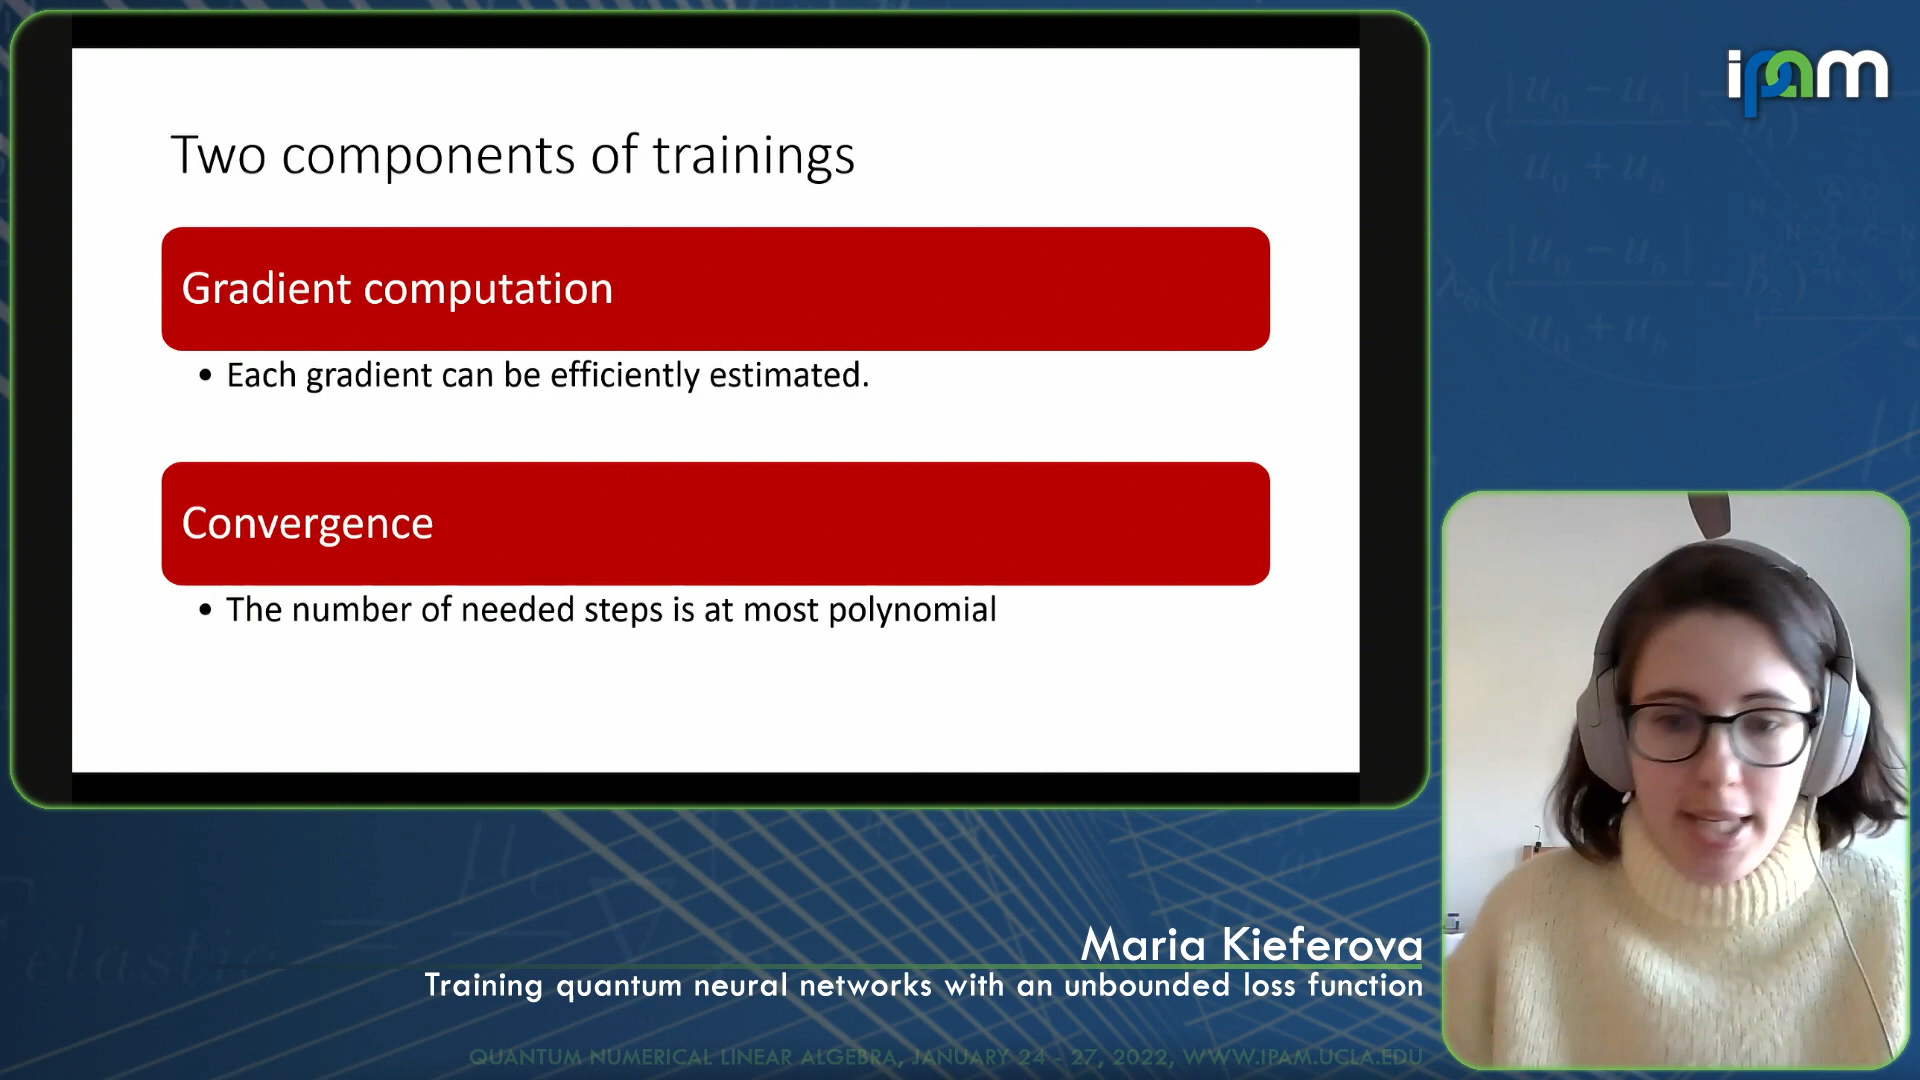 Two components of trainings
Gradient computation
• Each gradient can be efficiently estimated.
Convergence
• The number of needed steps is at most polynomial
ipam
Maria Kieferova
Training quantum neural networks with an unbounded loss function
QUANTUM NUMERICAL LINEAR ALGEBRA, JANUARY 24 - 27, 2022, WWW.IPAM.UCLA.EDU